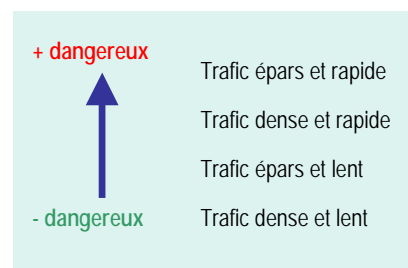 + dangereux
Trafic épars et rapide
Trafic dense et rapide
Trafic épars et lent
- dangereux
Trafic dense et lent